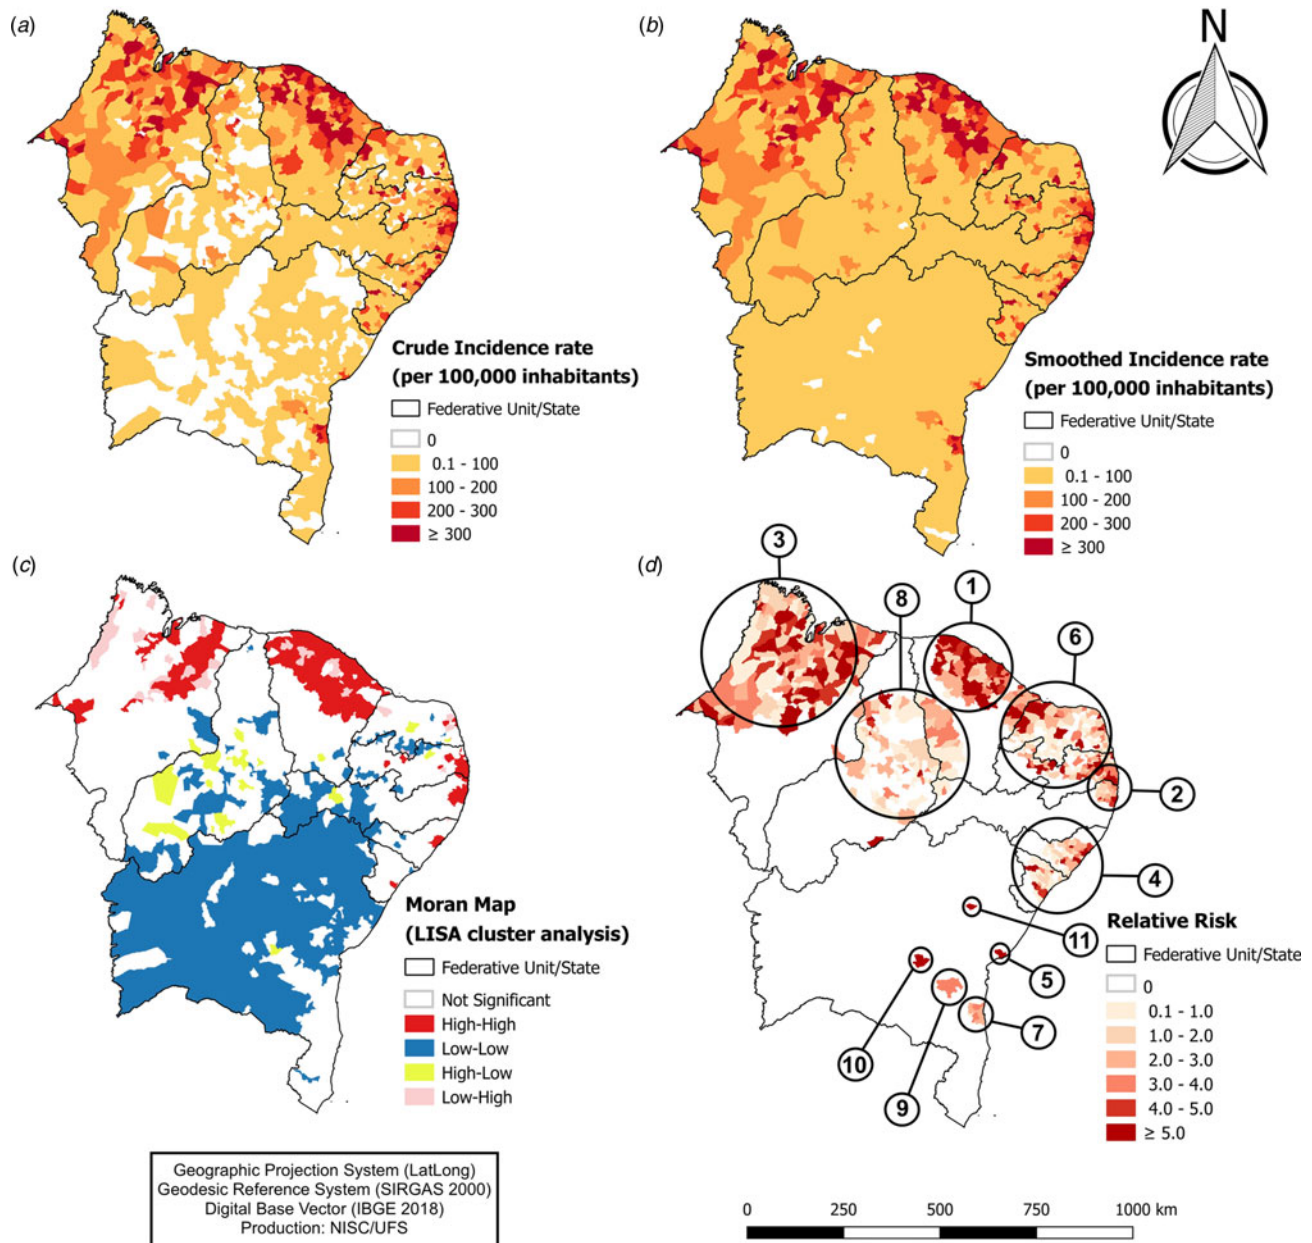 (a)
(b)
N
Crude Incidence rate
(per 100,000 inhabitants)
Federative Unit/State
0
0.1 - 100
100 - 200
200 - 300
≥ 300
Smoothed Incidence rate
(per 100,000 inhabitants)
Federative Unit/State
0
0.1 - 100
100 - 200
200 - 300
≥ 300
(c)
Moran Map
(LISA cluster analysis)
Federative Unit/State
Not Significant
High-High
Low-Low
High-Low
Low-High
(d)
3
1
8
6
2
4
11
5
10
7
9
Relative Risk
Federative Unit/State
0
0.1 - 1.0
1.0 - 2.0
2.0 - 3.0
3.0 - 4.0
4.0 - 5.0
≥ 5.0
Geographic Projection System (LatLong)
Geodesic Reference System (SIRGAS 2000)
Digital Base Vector (IBGE 2018)
Production: NISC/UFS
0 250 500 750 1000 km